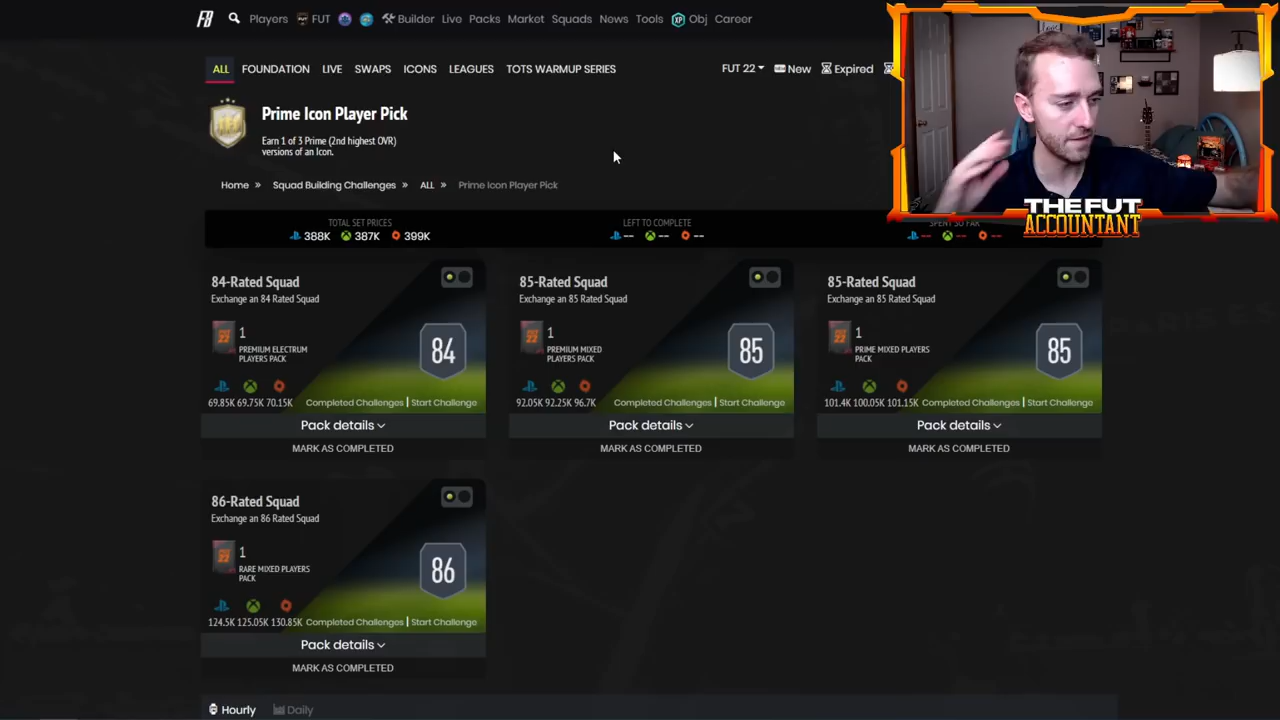 FB Players FUT Builder Live Packs Market Squads News Tools XP Obj Career
ALL FOUNDATION LIVE SWAPS ICONS LEAGUES TOTS WARMUP SERIES FUT 22 New Expired
Prime Icon Player Pick
Earn 1 of 3 Prime (2nd highest OVR)
versions of an Icon.
Home » Squad Building Challenges » ALL » Prime Icon Player Pick
THE FUT
ACCOUNTANT
TOTAL SET PRICES LEFT TO COMPLETE SPENT SO FAR
388K 387K 399K -- -- -- -- -- --
84-Rated Squad
Exchange an 84 Rated Squad
1
PREMIUM ELECTRUM
PLAYERS PACK
84
69.85K 69.75K 70.15K Completed Challenges | Start Challenge
Pack details
MARK AS COMPLETED
85-Rated Squad
Exchange an 85 Rated Squad
1
PREMIUM MIXED
PLAYERS PACK
85
92.05K 92.25K 96.7K Completed Challenges | Start Challenge
Pack details
MARK AS COMPLETED
85-Rated Squad
Exchange an 85 Rated Squad
1
PRIME MIXED PLAYERS
PACK
85
101.4K 100.05K 101.15K Completed Challenges | Start Challenge
Pack details
MARK AS COMPLETED
86-Rated Squad
Exchange an 86 Rated Squad
1
RARE MIXED PLAYERS
PACK
86
124.5K 125.05K 130.85K Completed Challenges | Start Challenge
Pack details
MARK AS COMPLETED
Hourly Daily